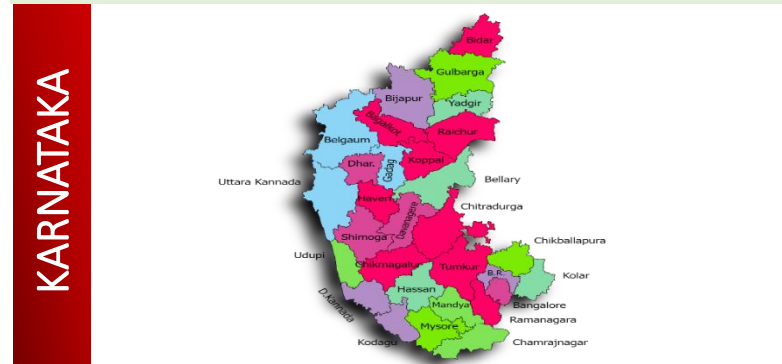 KARNATAKA
Bidar
Gulbarga
Bijapur
Yadgir
Bagalkot
Raichur
Belgaum
Dhar.
Gadag
Koppal
Uttara Kannada
Bellary
Haveri
Davanagere
Chitradurga
Shimoga
Udupi
Chikballapura
Chikmagalur
Tumkur
B.R.
Kolar
Hassan
D.Kannada
Mandya
Bangalore
Ramanagara
Mysore
Kodagu
Chamrajnagar